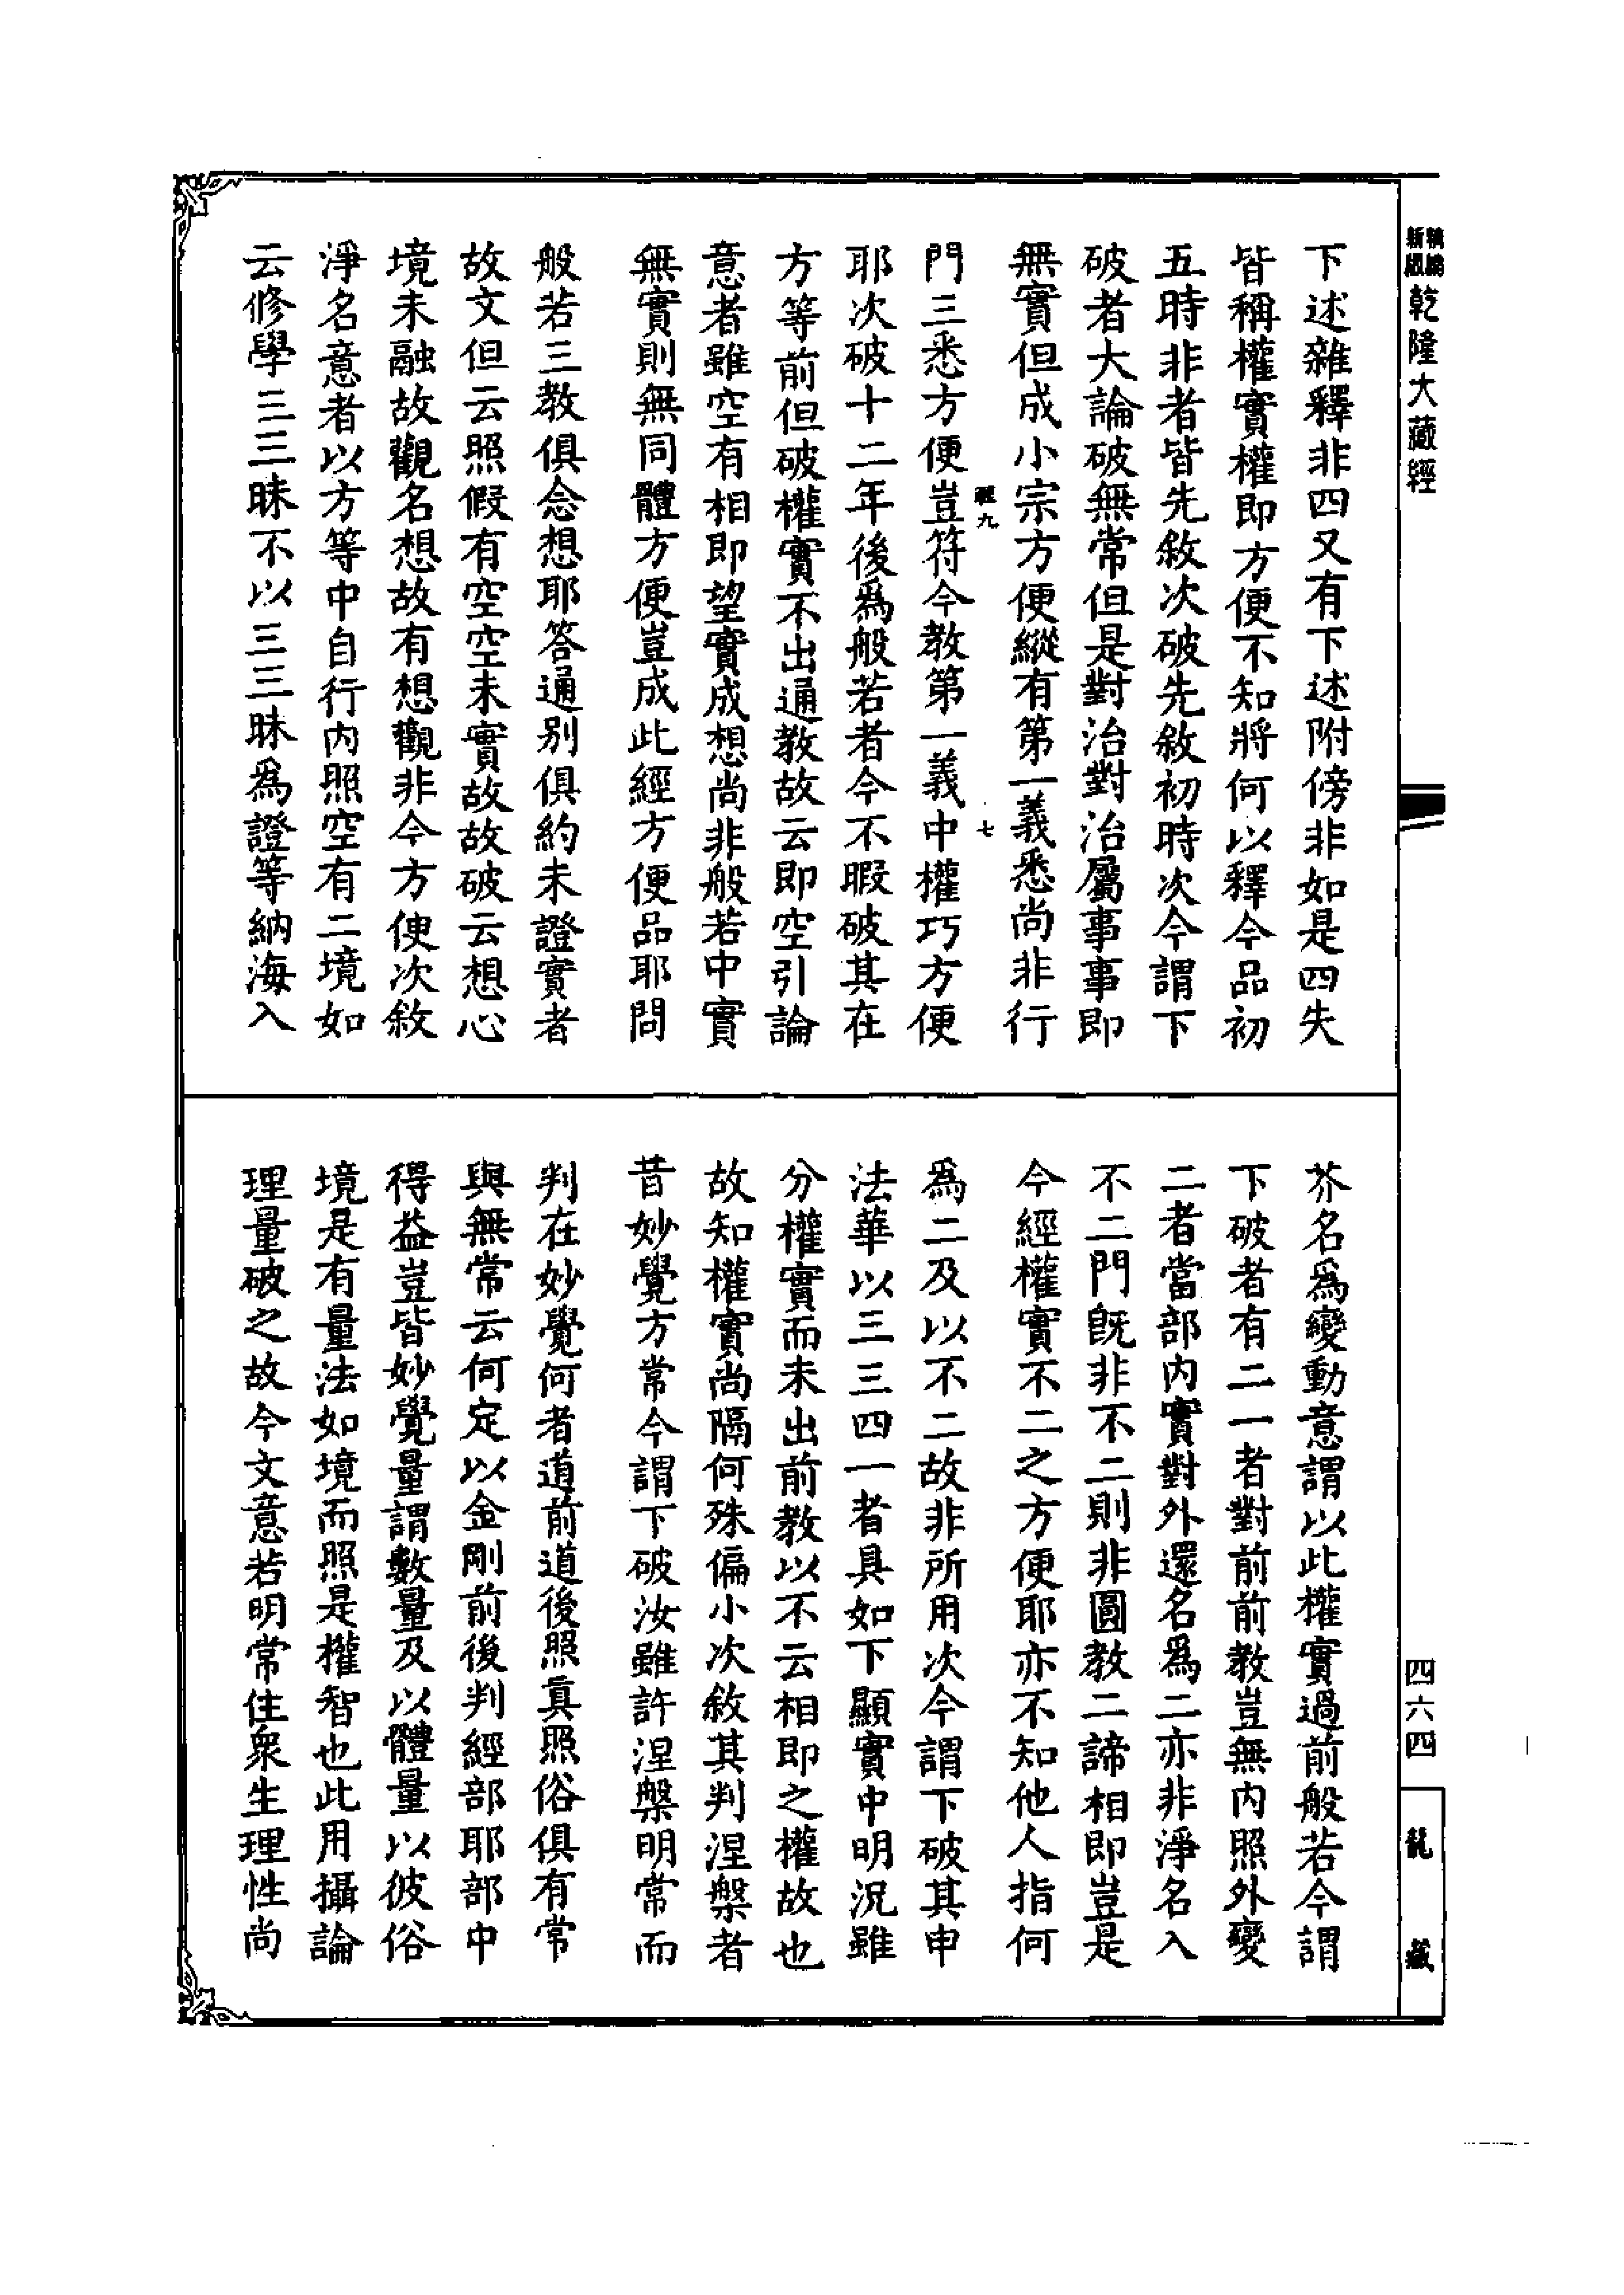 新編
縮版
乾隆大藏經
下述雜釋非四又有下述附傍非如是四失
皆稱權實權即方便不知將何以釋今品初
五時非者皆先敘次破先敘初時次今謂下
破者大論破無常但是對治對治屬事事即
無實但成小宗方便縱有第一義悉尚非行
九
七
門三悉方便豈符今教第一義中權巧方便
耶次破十二年後為般若者今不暇破其在
方等前但破權實不出通教故云即空引論
意者雖空有相即望實成想尚非般若中實
無實則無同體方便豈成此經方便品耶問
般若三教俱念想耶答通別俱約未證實者
故文但云照假有空空未實故故破云想心
境未融故觀名想故有想觀非今方便次敘
淨名意者以方等中自行內照空有二境如
云修學三三昧不以三三昧為證等納海入
芥名為變動意謂以此權實過前般若今謂
下破者有二一者對前前教豈無內照外變
二者當部內實對外還名為二亦非淨名入
不二門既非不二則非圓教二諦相即豈是
今經權實不二之方便耶亦不知他人指何
為二及以不二故非所用次今謂下破其申
法華以三三四一者具如下顯實中明況雖
分權實而未出前教以不云相即之權故也
故知權實尚隔何殊偏小次敘其判涅槃者
昔妙覺方常今謂下破汝雖許涅槃明常而
判在妙覺何者道前道後照真照俗俱有常
與無常云何定以金剛前後判經部耶部中
得益豈皆妙覺量謂數量及以體量以彼俗
境是有量法如境而照是權智也此用攝論
理量破之故今文意若明常住眾生理性尚
四六四
龍藏